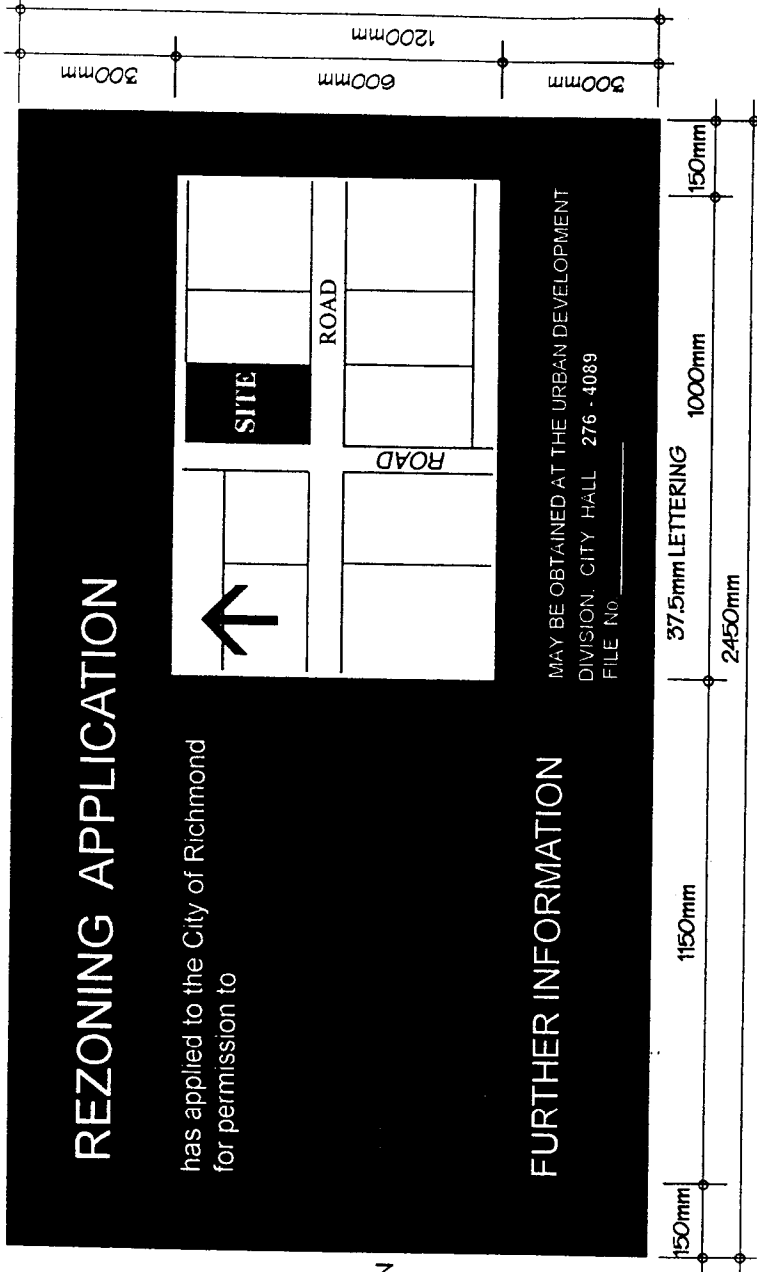 REZONING APPLICATION
has applied to the City of Richmond
for permission to
SITE
ROAD
ROAD
FURTHER INFORMATION
MAY BE OBTAINED AT THE URBAN DEVELOPMENT
DIVISION, CITY HALL 276 - 4089
FILE No.
300mm
600mm
300mm
1200mm
37.5mm LETTERING
150mm
1150mm
1000mm
150mm
2450mm